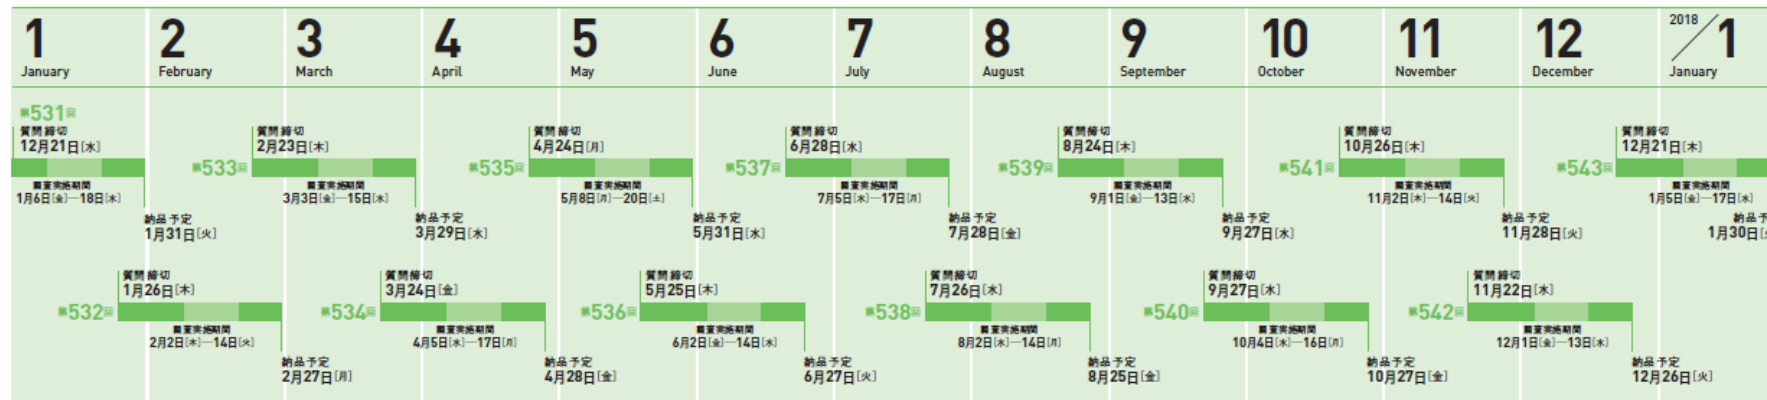 1
January
2
February
3
March
4
April
5
May
6
June
7
July
8
August
9
September
10
October
11
November
12
December
2018/1
January
第531回
質問締切
12月21日[水]
調査実施期間
1月6日[金]—18日[水]
納品予定
1月31日[火]
第533回
質問締切
2月23日[木]
調査実施期間
3月3日[金]—15日[水]
納品予定
3月29日[水]
第535回
質問締切
4月24日[月]
調査実施期間
5月8日[月]—20日[土]
納品予定
5月31日[水]
第537回
質問締切
6月28日[水]
調査実施期間
7月5日[水]—17日[月]
納品予定
7月28日[金]
第539回
質問締切
8月24日[木]
調査実施期間
9月1日[金]—13日[水]
納品予定
9月27日[水]
第541回
質問締切
10月26日[木]
調査実施期間
11月2日[木]—14日[火]
納品予定
11月28日[火]
第543回
質問締切
12月21日[木]
調査実施期間
1月5日[金]—17日[水]
納品予
1月30日
第532回
質問締切
1月26日[木]
調査実施期間
2月2日[木]—14日[火]
納品予定
2月27日[月]
第534回
質問締切
3月24日[金]
調査実施期間
4月5日[水]—17日[月]
納品予定
4月28日[金]
第536回
質問締切
5月25日[木]
調査実施期間
6月2日[金]—14日[水]
納品予定
6月27日[火]
第538回
質問締切
7月26日[水]
調査実施期間
8月2日[水]—14日[月]
納品予定
8月25日[金]
第540回
質問締切
9月27日[水]
調査実施期間
10月4日[水]—16日[月]
納品予定
10月27日[金]
第542回
質問締切
11月22日[水]
調査実施期間
12月1日[金]—13日[水]
納品予定
12月26日[火]